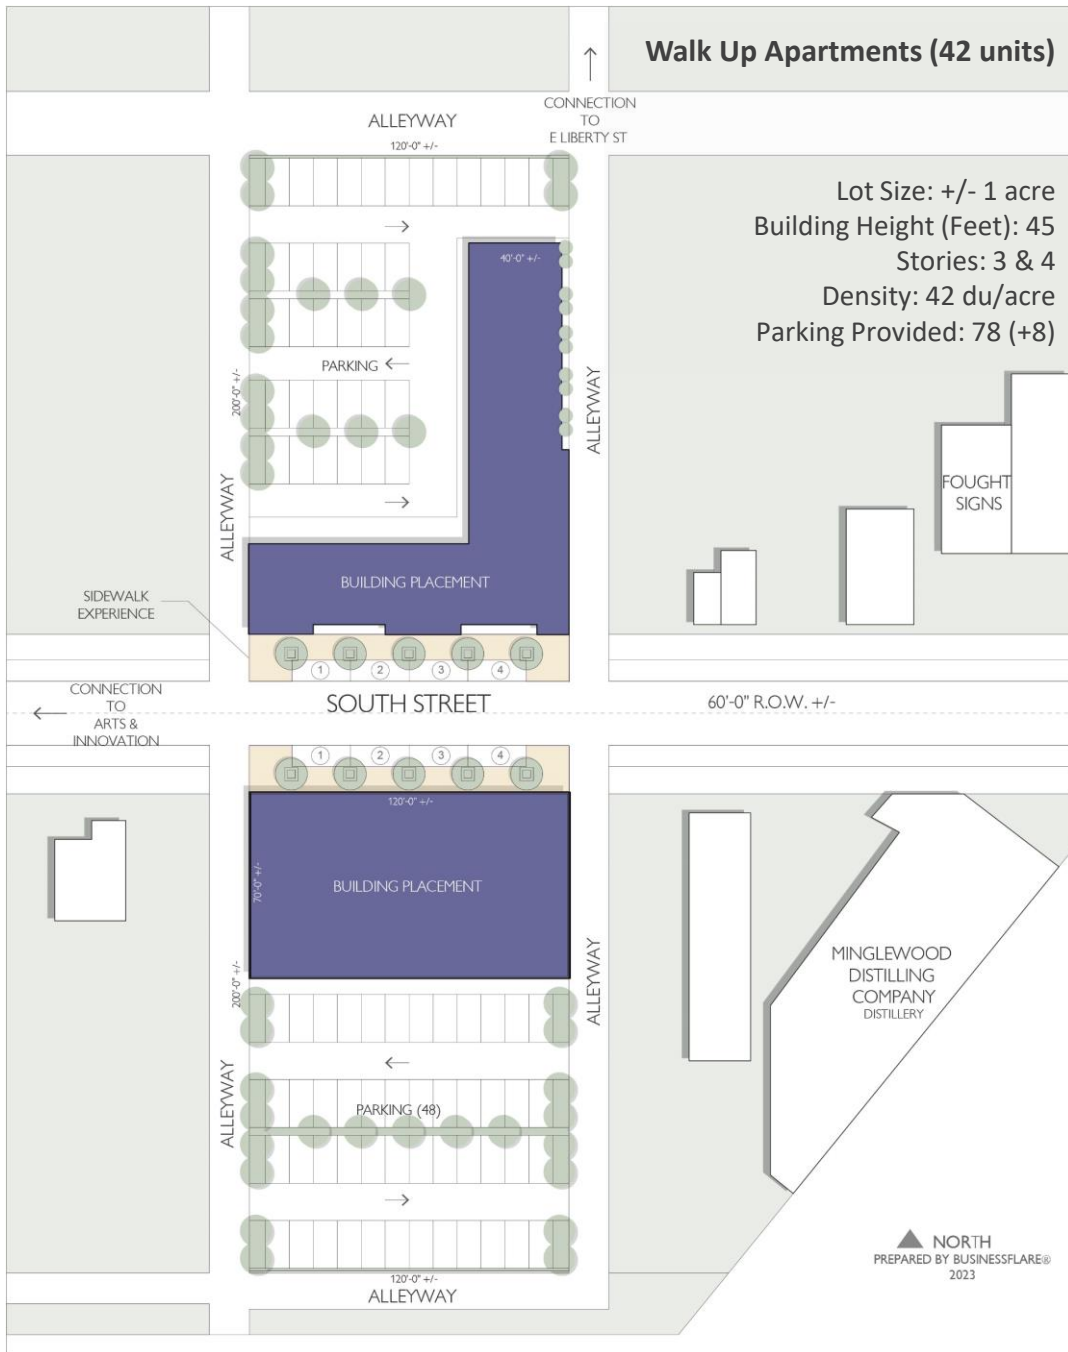 Walk Up Apartments (42 units)
CONNECTION
TO
E LIBERTY ST
ALLEYWAY
120'-0" +/-
Lot Size: +/- 1 acre
Building Height (Feet): 45
Stories: 3 & 4
Density: 42 du/acre
Parking Provided: 78 (+8)
40'-0" +/-
PARKING
200'-0" +/-
ALLEYWAY
ALLEYWAY
FOUGHT
SIGNS
BUILDING PLACEMENT
SIDEWALK
EXPERIENCE
1 2 3 4
CONNECTION
TO
ARTS &
INNOVATION
SOUTH STREET
60'-0" R.O.W. +/-
1 2 3 4
120'-0" +/-
70'-0" +/-
BUILDING PLACEMENT
200'-0" +/-
ALLEYWAY
ALLEYWAY
MINGLEWOOD
DISTILLING
COMPANY
DISTILLERY
PARKING (48)
120'-0" +/-
ALLEYWAY
NORTH
PREPARED BY BUSINESSFLARE®
2023